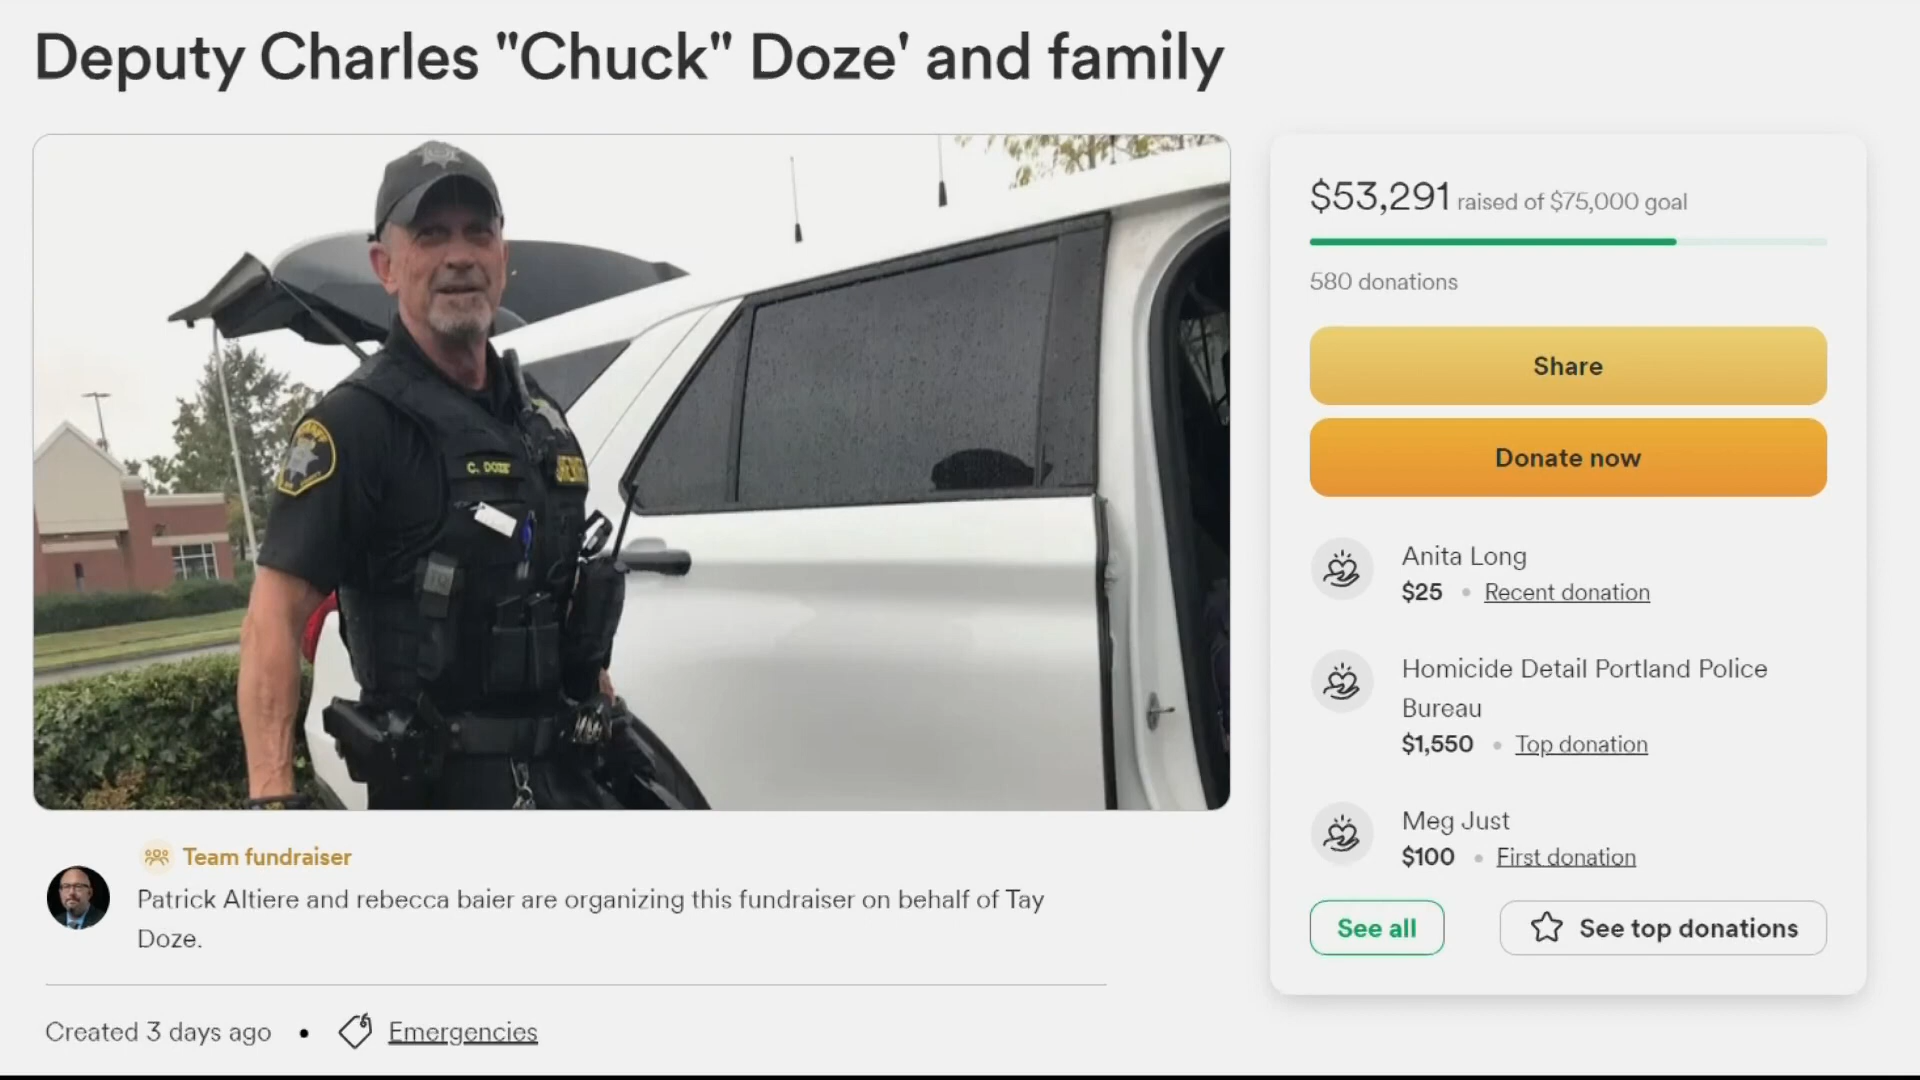 Deputy Charles "Chuck" Doze' and family
C. DOZE'
SHERIFF
$53,291 raised of $75,000 goal
580 donations
Share
Donate now
Anita Long
$25 • Recent donation
Homicide Detail Portland Police
Bureau
$1,550 • Top donation
Meg Just
$100 • First donation
See all
See top donations
Team fundraiser
Patrick Altiere and rebecca baier are organizing this fundraiser on behalf of Tay
Doze.
Created 3 days ago • Emergencies